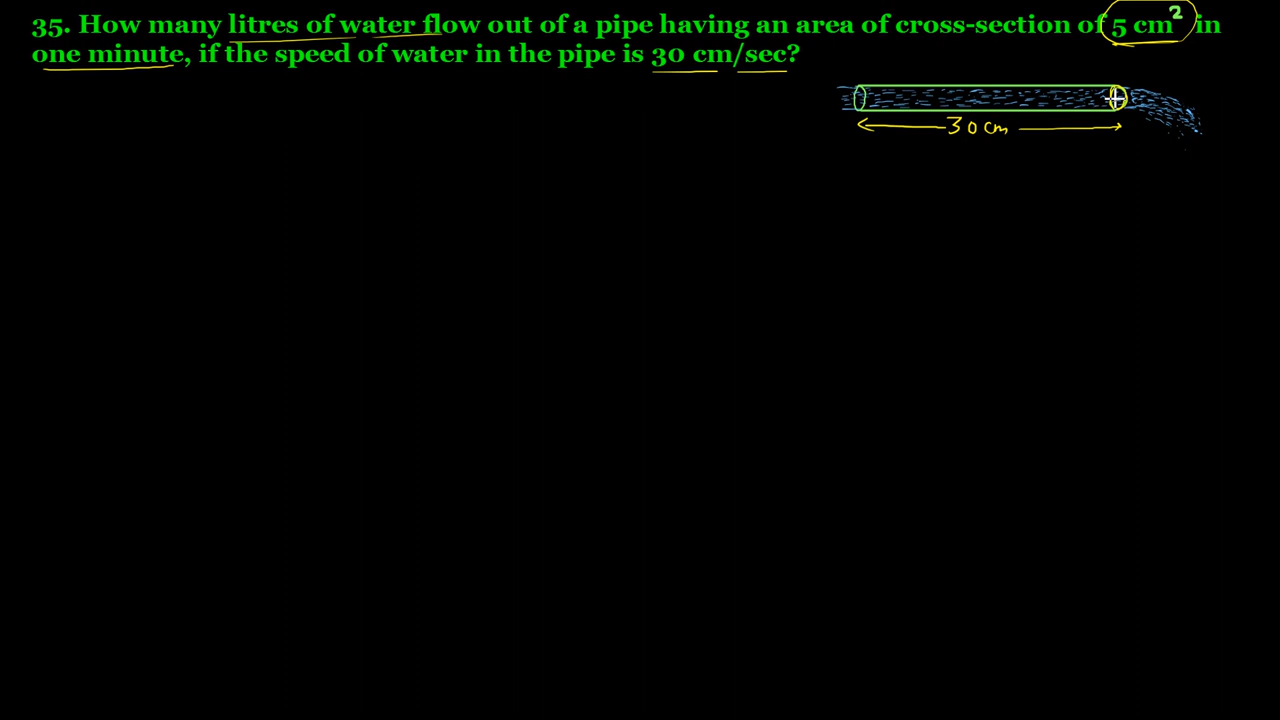 35. How many litres of water flow out of a pipe having an area of cross-section of 5 cm² in
one minute, if the speed of water in the pipe is 30 cm/sec?
30 cm